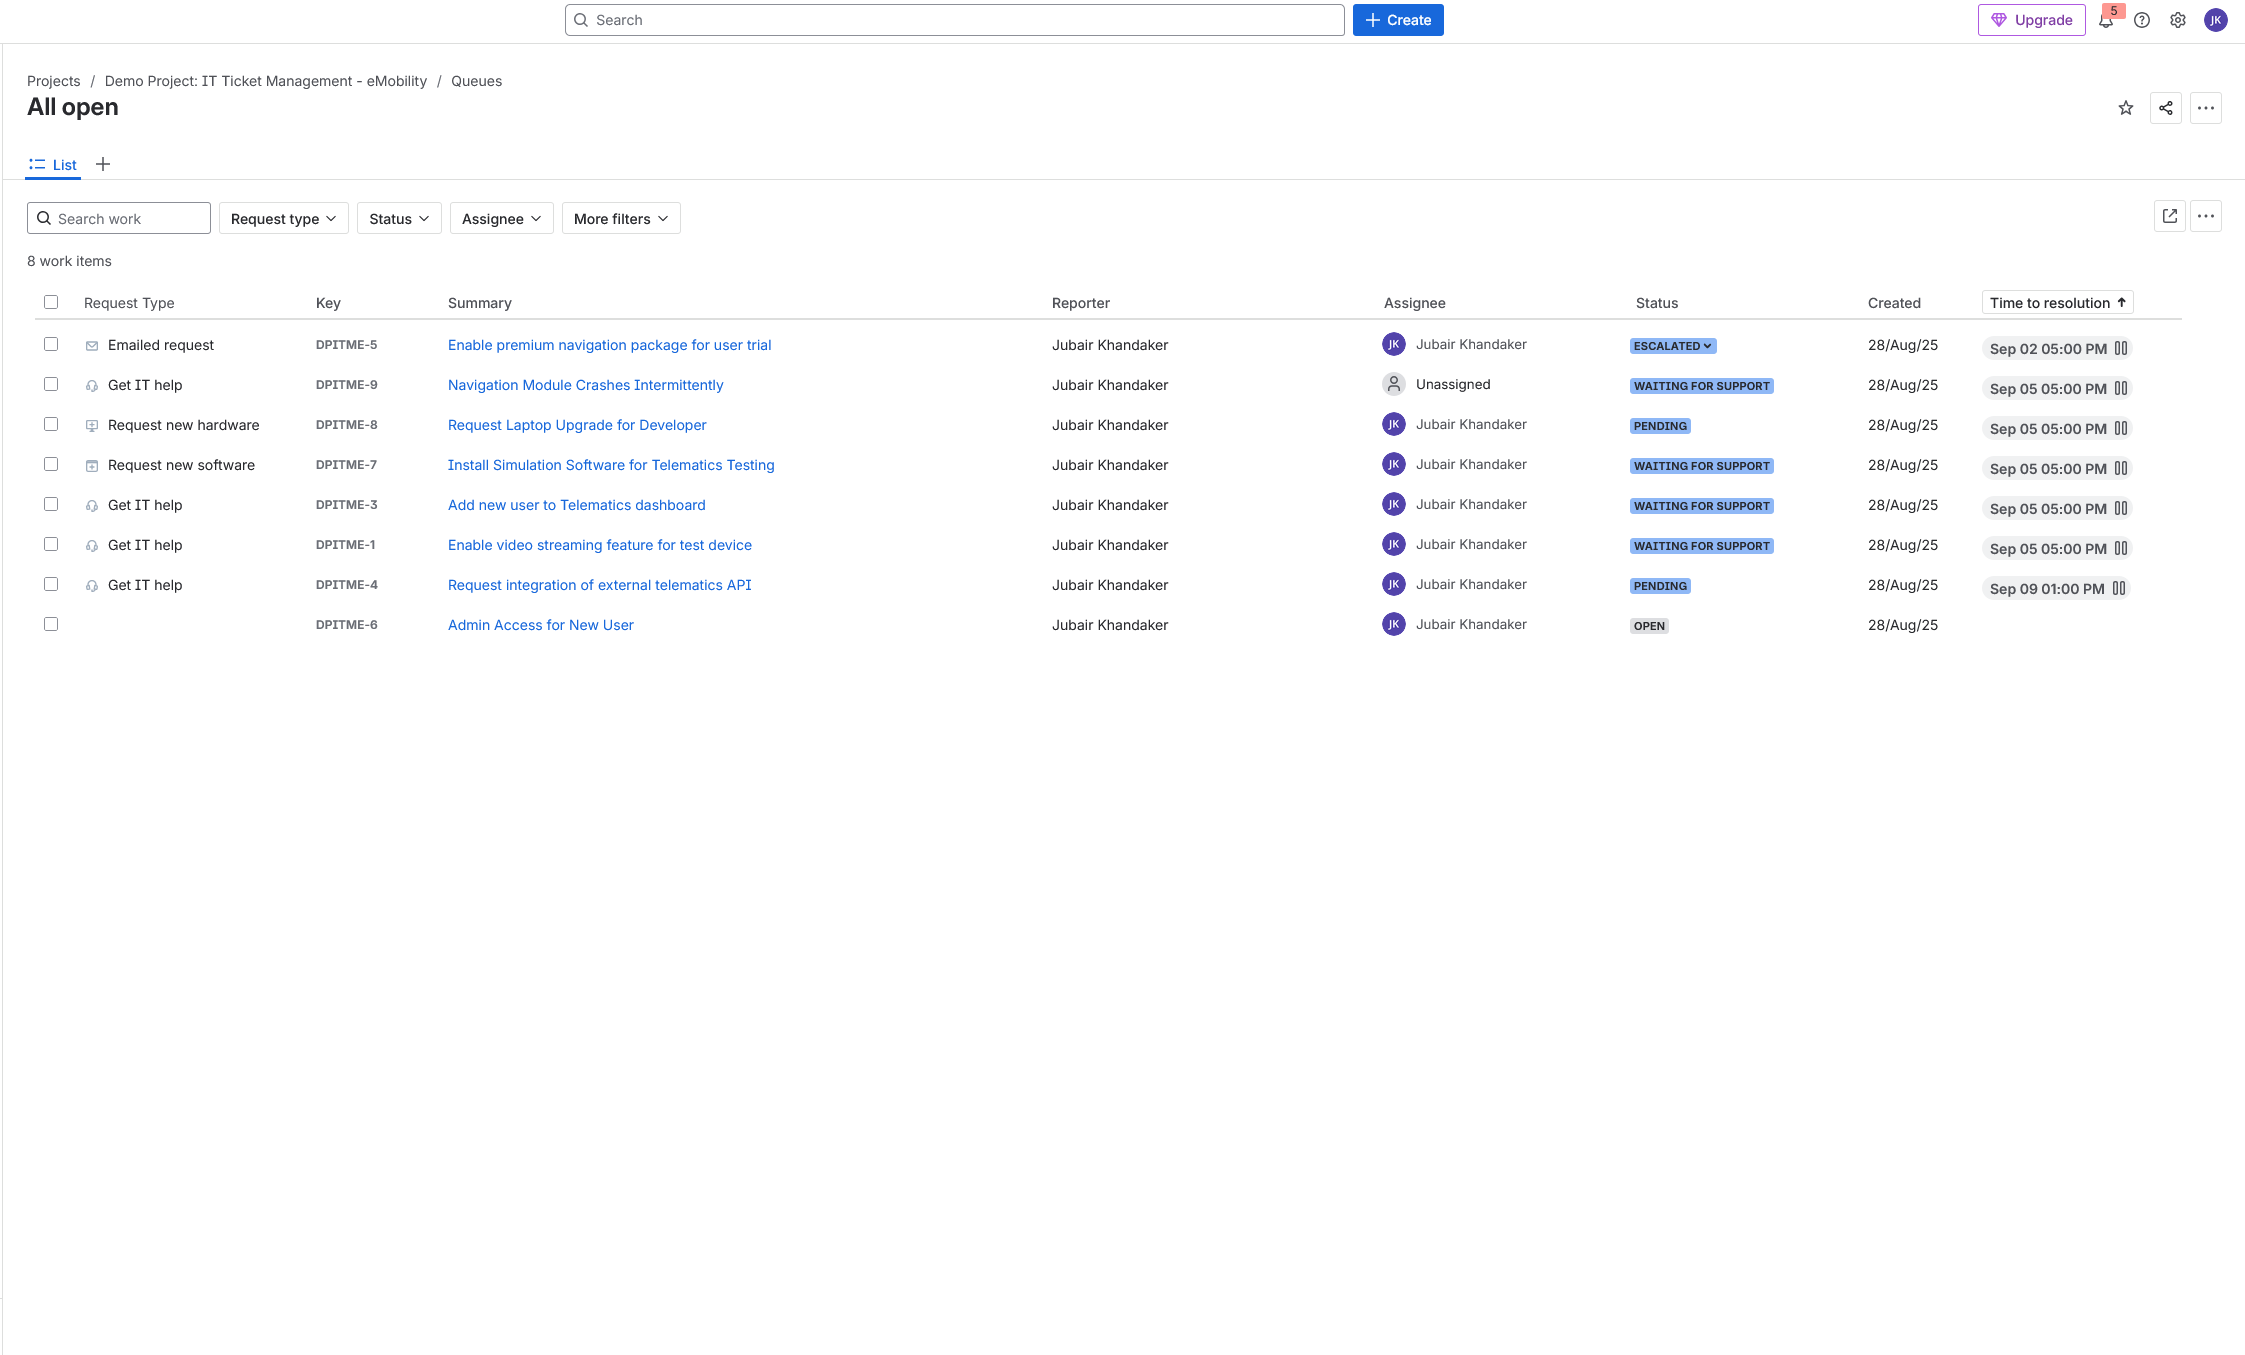 Search
Create
Upgrade
5
JK
Projects / Demo Project: IT Ticket Management - eMobility / Queues
All open
List
Search work
Request type
Status
Assignee
More filters
8 work items
Request Type Key Summary Reporter Assignee Status Created Time to resolution
Emailed request DPITME-5 Enable premium navigation package for user trial Jubair Khandaker JK Jubair Khandaker ESCALATED 28/Aug/25 Sep 02 05:00 PM
Get IT help DPITME-9 Navigation Module Crashes Intermittently Jubair Khandaker Unassigned WAITING FOR SUPPORT 28/Aug/25 Sep 05 05:00 PM
Request new hardware DPITME-8 Request Laptop Upgrade for Developer Jubair Khandaker JK Jubair Khandaker PENDING 28/Aug/25 Sep 05 05:00 PM
Request new software DPITME-7 Install Simulation Software for Telematics Testing Jubair Khandaker JK Jubair Khandaker WAITING FOR SUPPORT 28/Aug/25 Sep 05 05:00 PM
Get IT help DPITME-3 Add new user to Telematics dashboard Jubair Khandaker JK Jubair Khandaker WAITING FOR SUPPORT 28/Aug/25 Sep 05 05:00 PM
Get IT help DPITME-1 Enable video streaming feature for test device Jubair Khandaker JK Jubair Khandaker WAITING FOR SUPPORT 28/Aug/25 Sep 05 05:00 PM
Get IT help DPITME-4 Request integration of external telematics API Jubair Khandaker JK Jubair Khandaker PENDING 28/Aug/25 Sep 09 01:00 PM
DPITME-6 Admin Access for New User Jubair Khandaker JK Jubair Khandaker OPEN 28/Aug/25